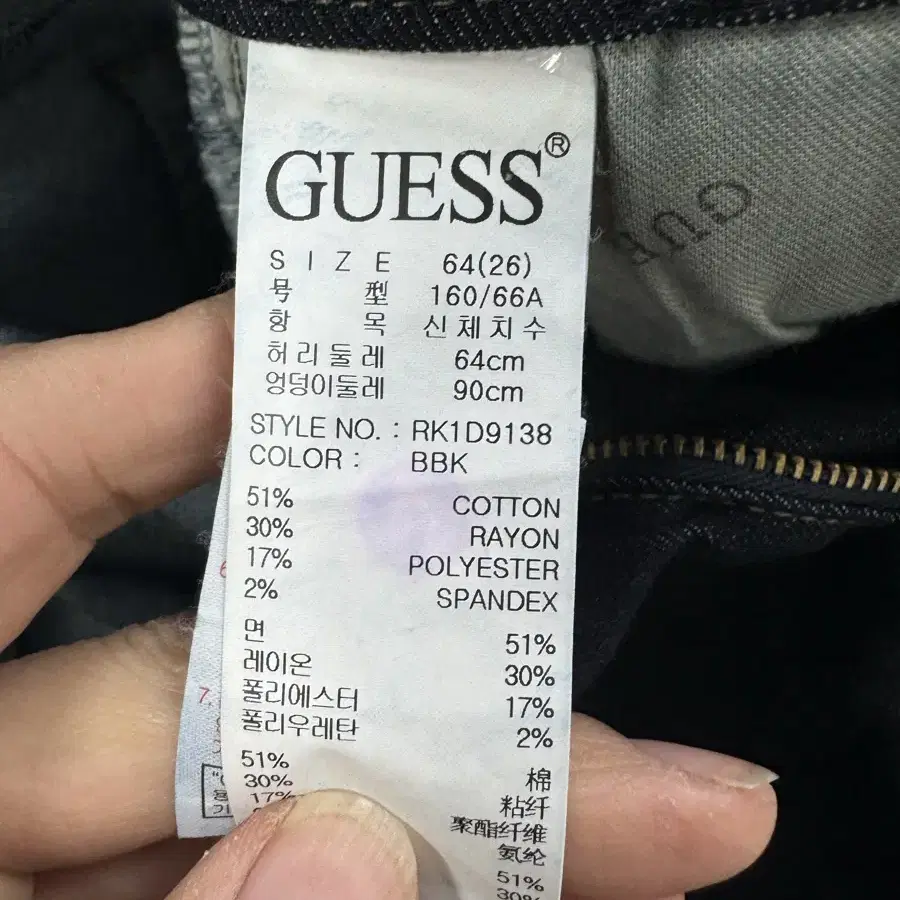 GUESS®
SIZE 64(26)
号型 160/66A
항목 신체치수
허리둘레 64cm
엉덩이둘레 90cm
STYLE NO. : RK1D9138
COLOR : BBK
51% COTTON
30% RAYON
17% POLYESTER
2% SPANDEX
면 51%
레이온 30%
폴리에스터 17%
폴리우레탄 2%
51% 棉
30% 粘纤
17% 聚酯纤维
氨纶
51%
30%
7.